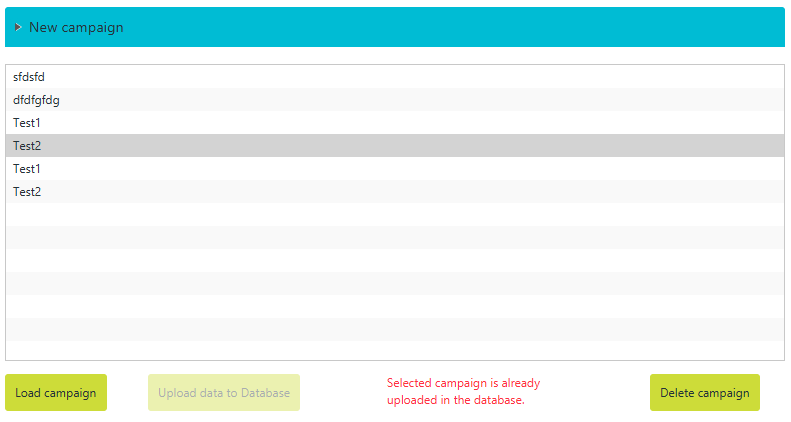 New campaign
sfdsfd
dfdfgfdg
Test1
Test2
Test1
Test2
Load campaign
Upload data to Database
Selected campaign is already
uploaded in the database.
Delete campaign